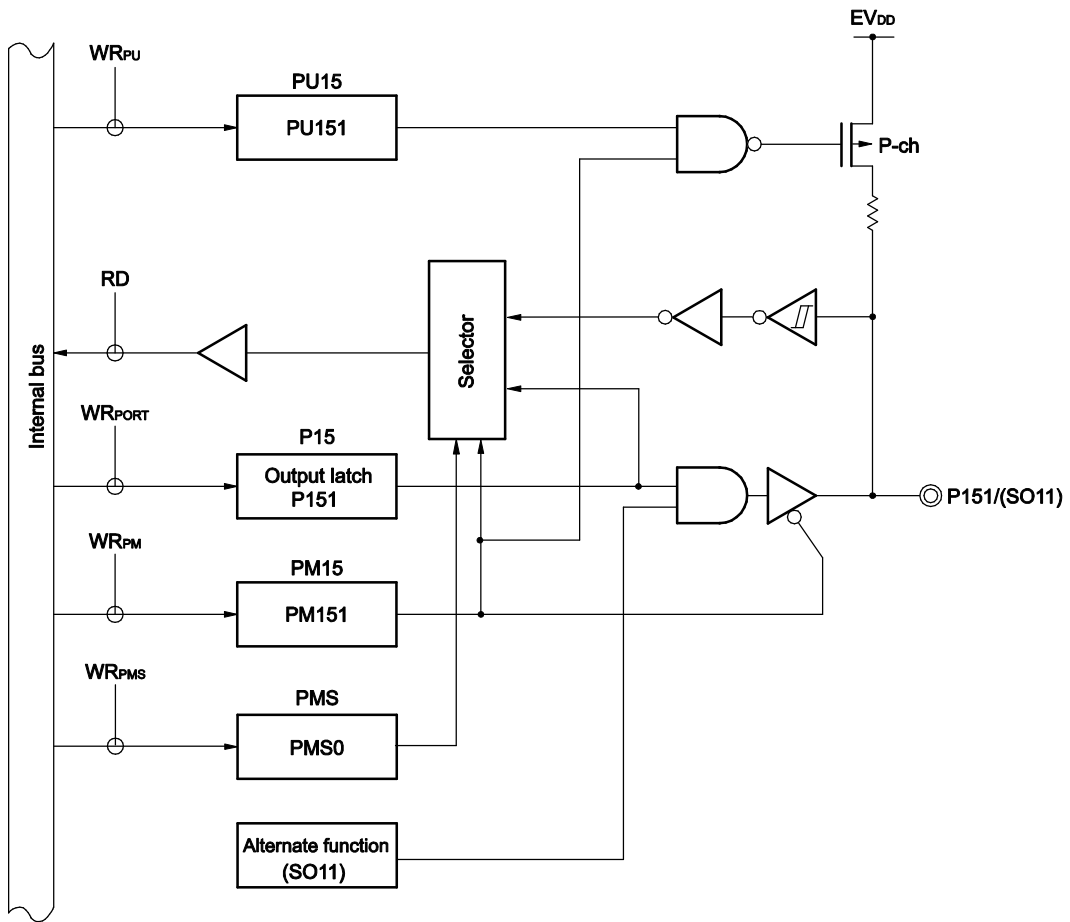 EVDD
WRPU
PU15
PU151
P-ch
RD
Selector
Internal bus
WRPORT
P15
Output latch
P151
P151/(SO11)
WRPM
PM15
PM151
WRPMS
PMS
PMS0
Alternate function
(SO11)